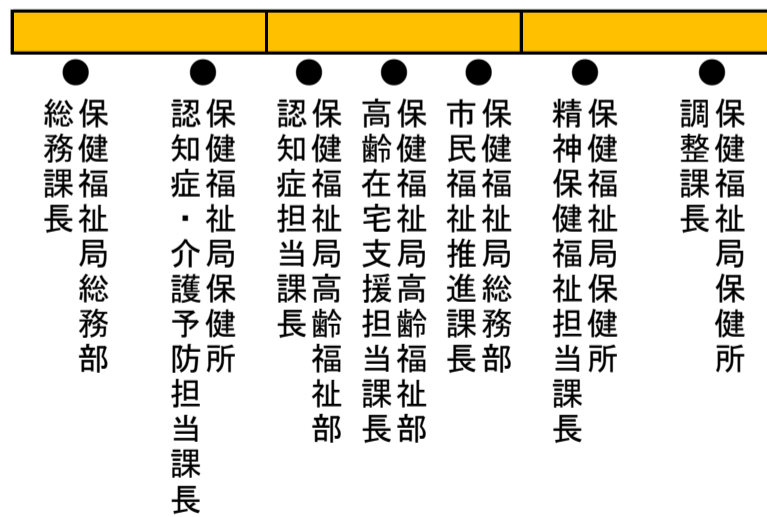 保健福祉局保健所
調整課長
保健福祉局保健所
精神保健福祉担当課長
保健福祉局総務部
市民福祉推進課長
保健福祉局高齢福祉部
高齢在宅支援担当課長
保健福祉局高齢福祉部
認知症担当課長
保健福祉局保健所
認知症・介護予防担当課長
保健福祉局総務部
総務課長